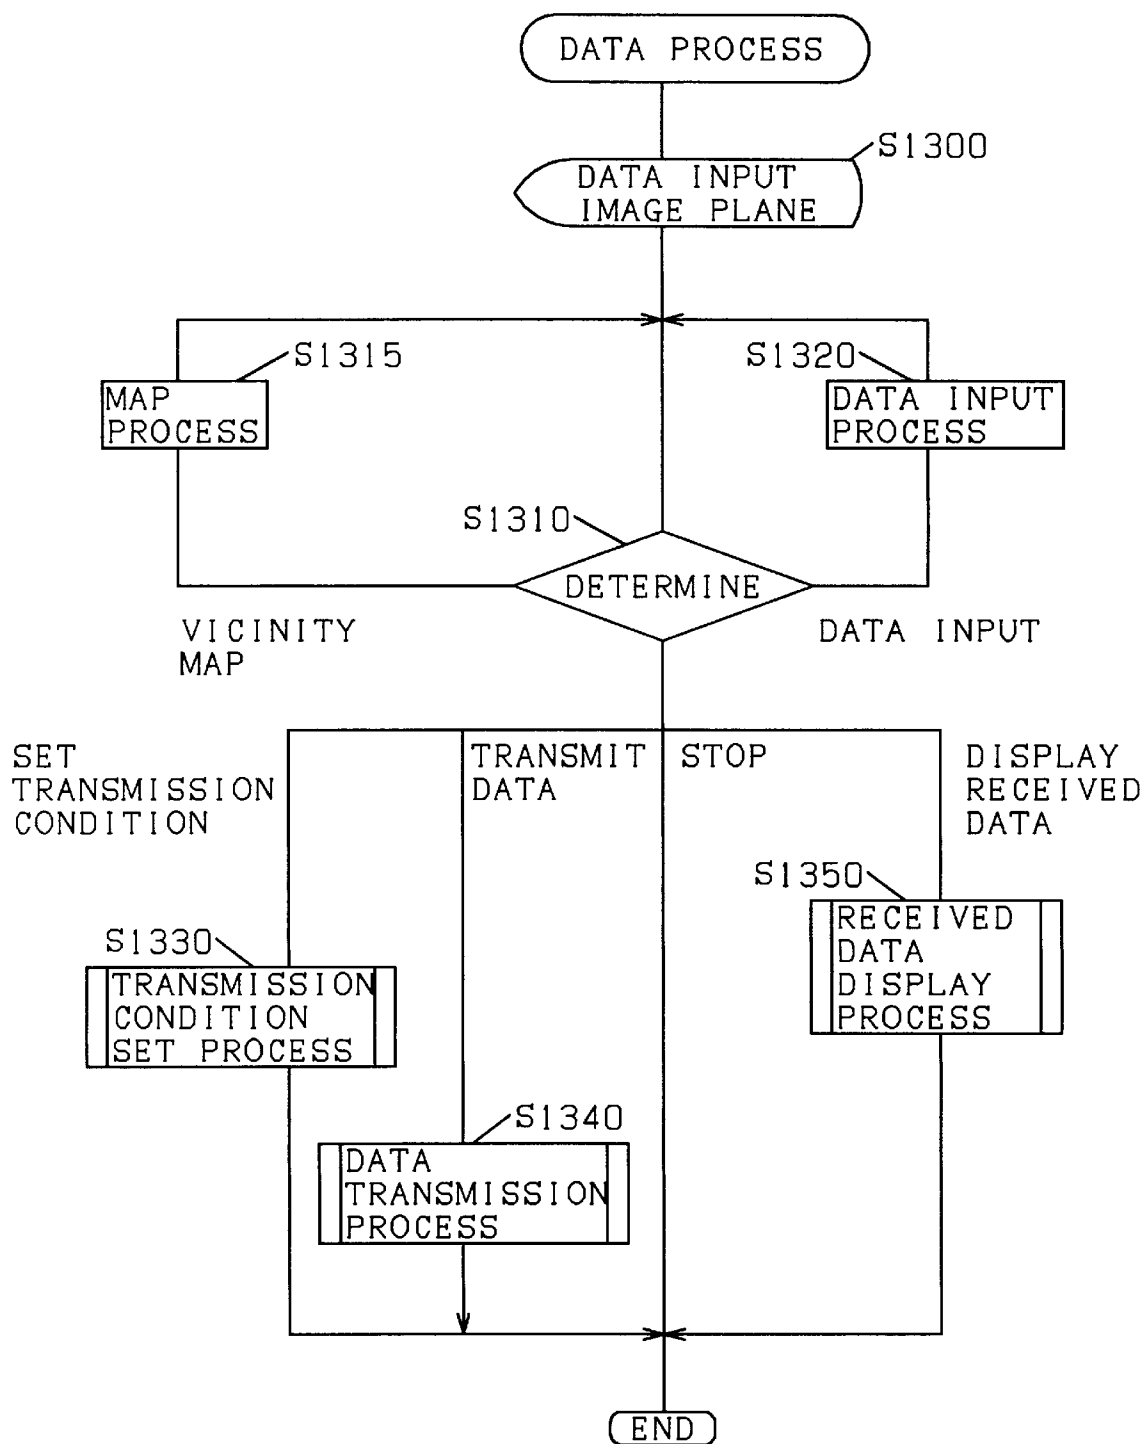 DATA PROCESS
S1300
DATA INPUT
IMAGE PLANE
S1315
MAP
PROCESS
S1320
DATA INPUT
PROCESS
S1310
DETERMINE
VICINITY
MAP
DATA INPUT
SET
TRANSMISSION
CONDITION
TRANSMIT
DATA
STOP
DISPLAY
RECEIVED
DATA
S1350
RECEIVED
DATA
DISPLAY
PROCESS
S1330
TRANSMISSION
CONDITION
SET PROCESS
S1340
DATA
TRANSMISSION
PROCESS
END